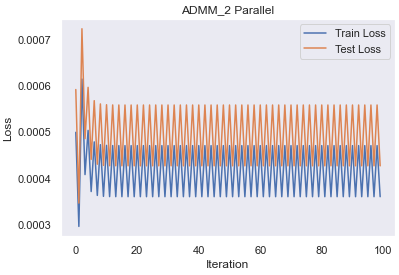 ADMM_2 Parallel
Train Loss
Test Loss
0.0007
0.0006
0.0005
0.0004
0.0003
Loss
0 20 40 60 80 100
Iteration